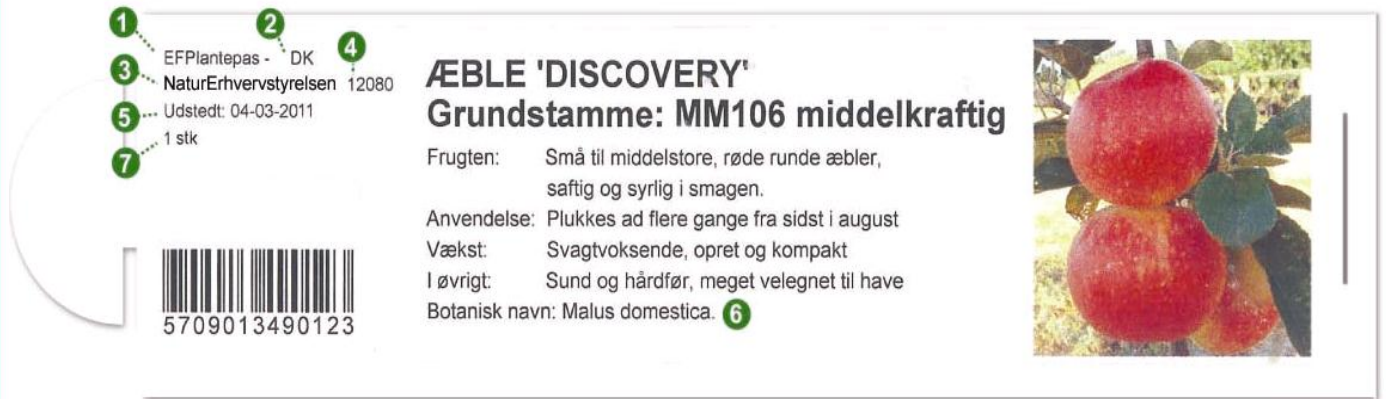 1 2
EFPlantepas - DK 4
3 NaturErhvervstyrelsen 12080
5 Udstedt: 04-03-2011
7 1 stk
5709013490123
ÆBLE 'DISCOVERY'
Grundstamme: MM106 middelkraftig
Frugten: Små til middelstore, røde runde æbler,
saftig og syrlig i smagen.
Anvendelse: Plukkes ad flere gange fra sidst i august
Vækst: Svagtvoksende, opret og kompakt
I øvrigt: Sund og hårdfør, meget velegnet til have
Botanisk navn: Malus domestica. 6